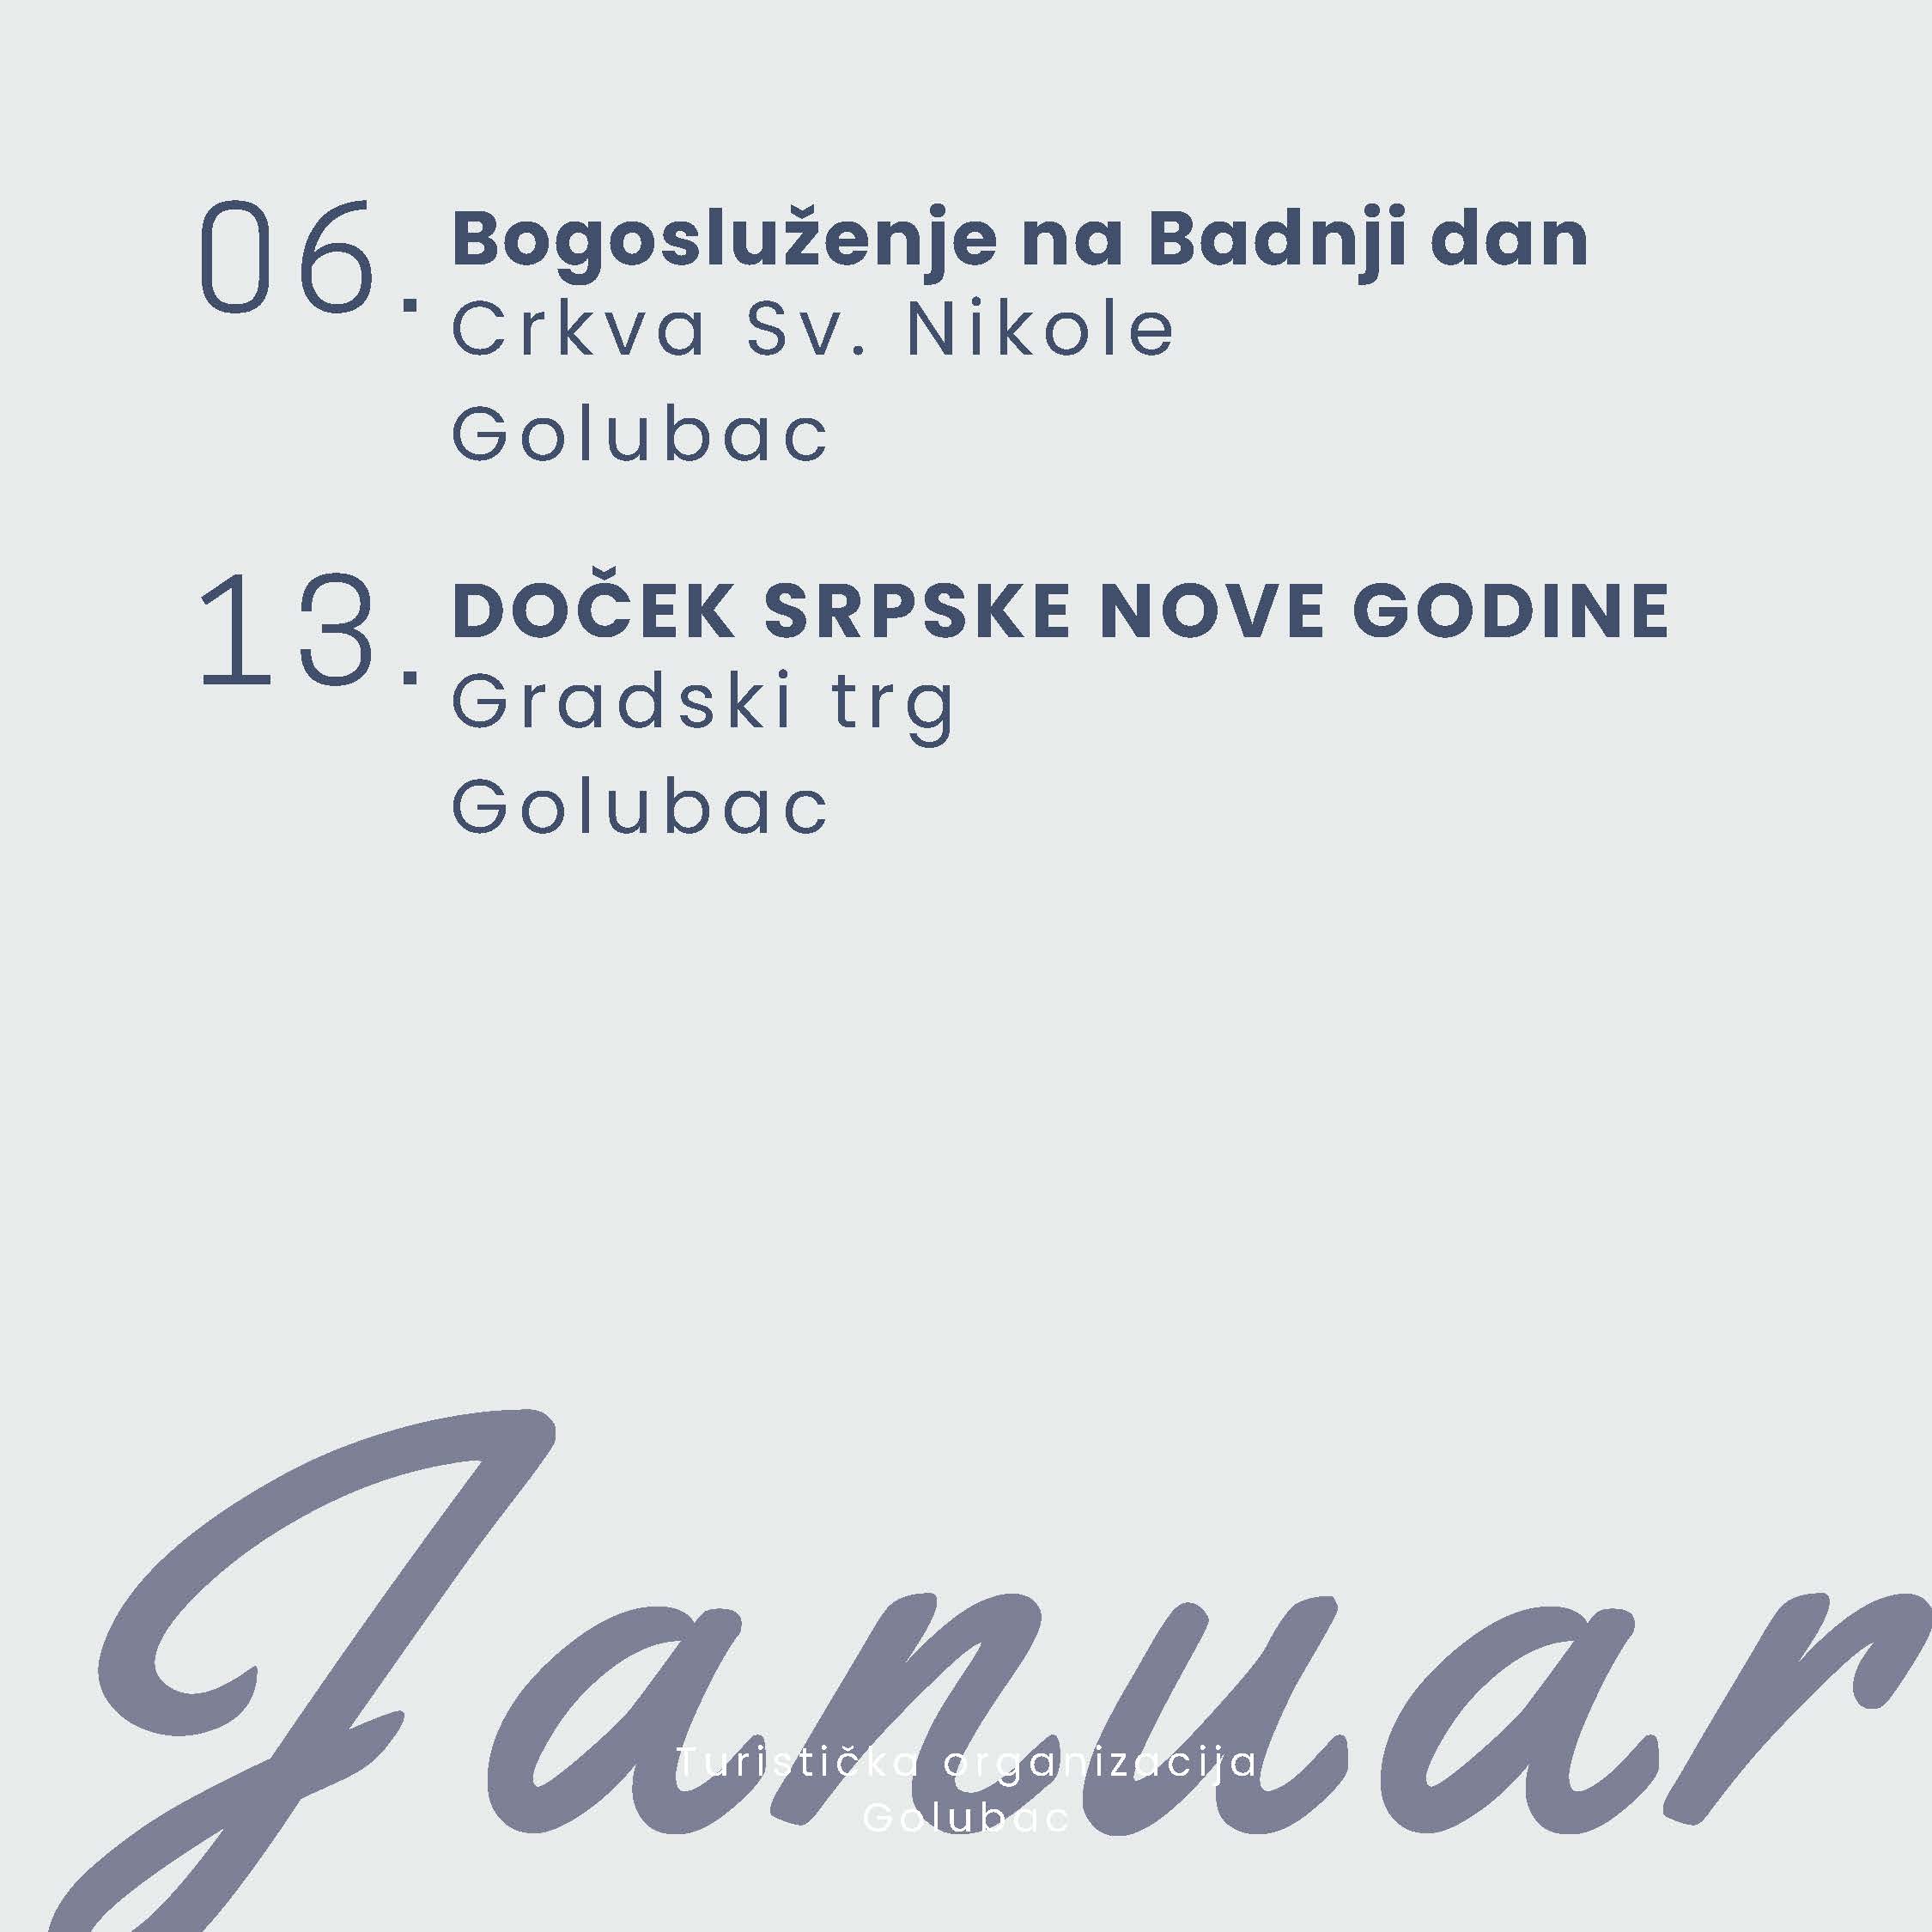 06. Bogosluženje na Badnji dan
Crkva Sv. Nikole
Golubac
13. DOČEK SRPSKE NOVE GODINE
Gradski trg
Golubac
Januar
Turistička organizacija
Golubac